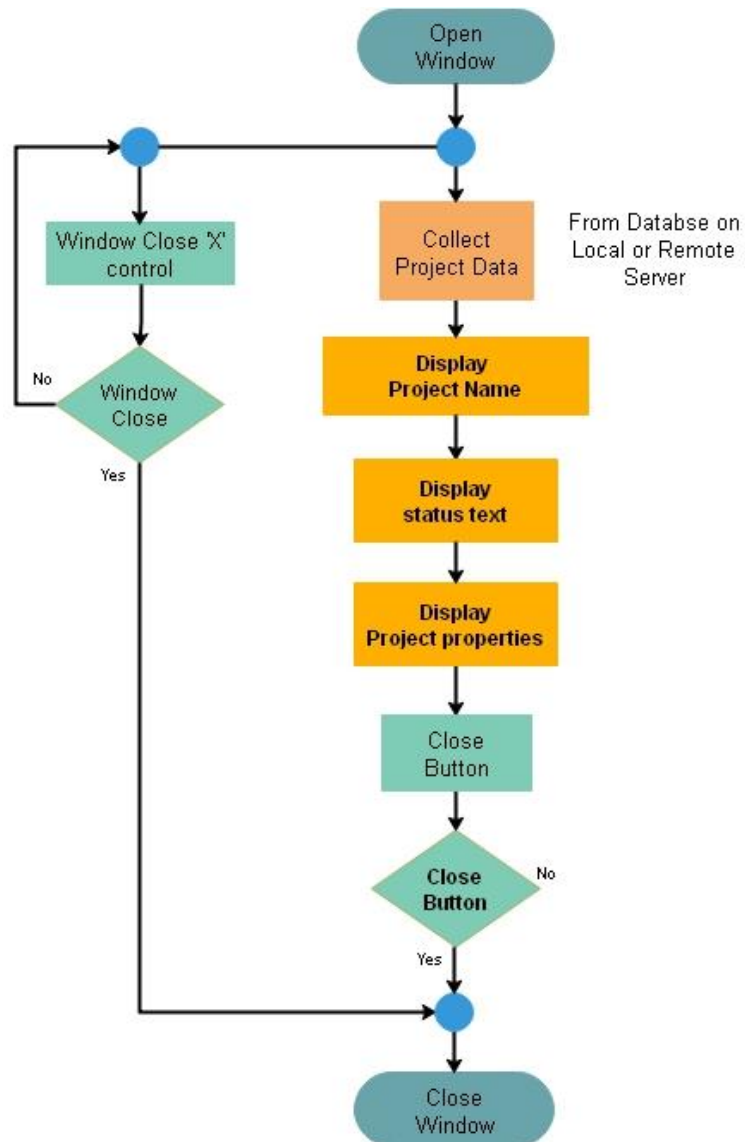 Open
Window
Window Close 'X'
control
Collect
Project Data
From Databse on
Local or Remote
Server
Display
Project Name
No
Window
Close
Yes
Display
status text
Display
Project properties
Close
Button
Close
Button
No
Yes
Close
Window